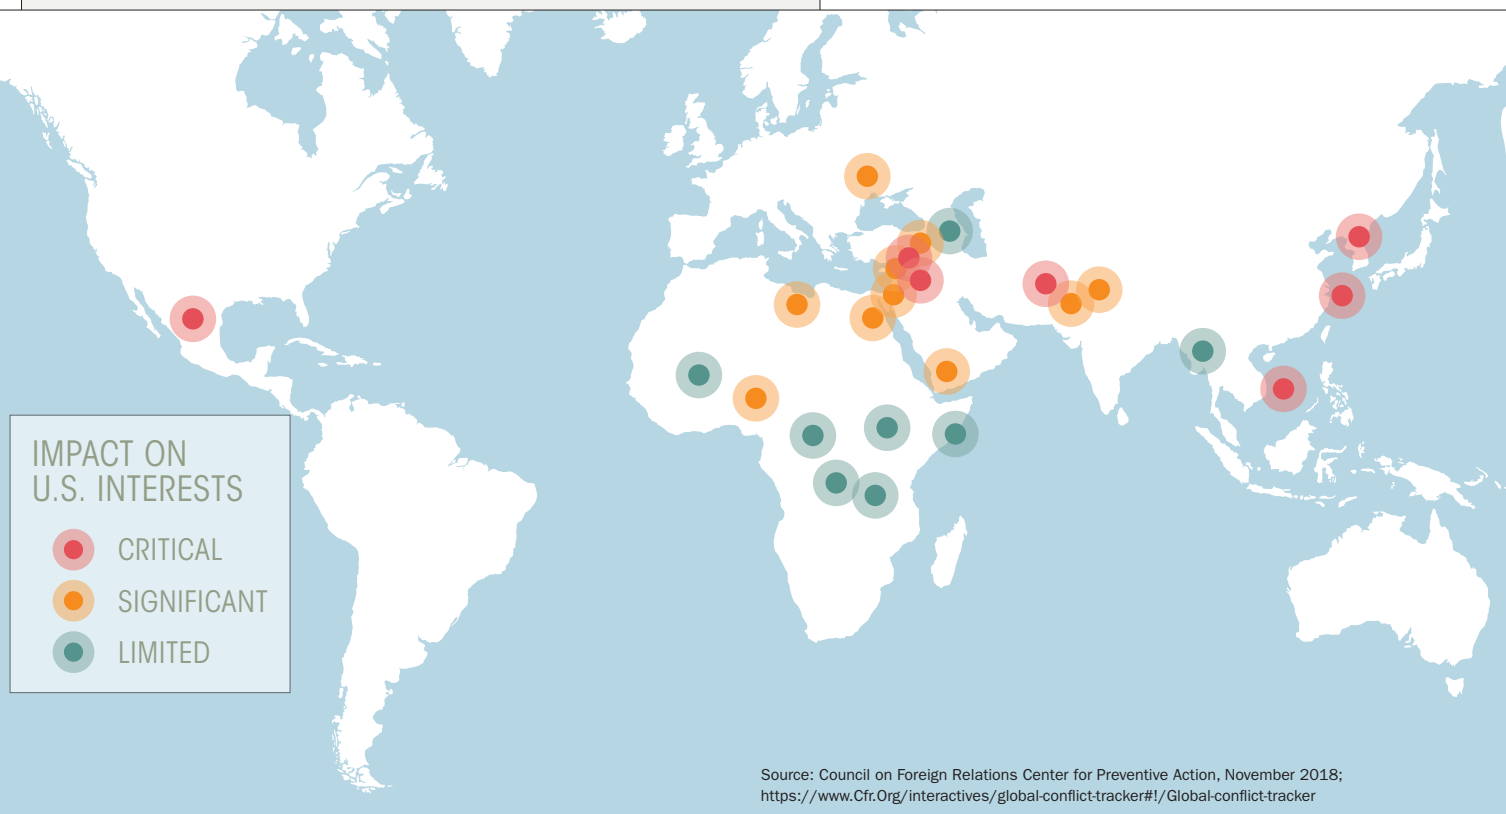 IMPACT ON
U.S. INTERESTS
CRITICAL
SIGNIFICANT
LIMITED
Source: Council on Foreign Relations Center for Preventive Action, November 2018;
https://www.Cfr.Org/interactives/global-conflict-tracker#!/Global-conflict-tracker